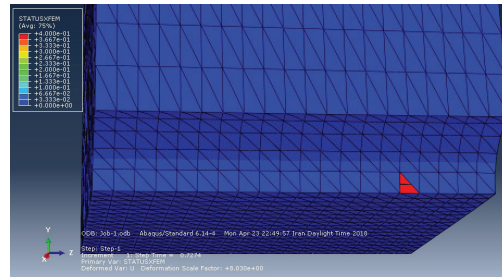 STATUSXFEM
(Avg: 75%)
+4.000e-01
+3.667e-01
+3.333e-01
+3.000e-01
+2.667e-01
+2.333e-01
+2.000e-01
+1.667e-01
+1.333e-01
+1.000e-01
+6.667e-02
+3.333e-02
+0.000e+00
Y
Z
X
ODB: Job-1.odb Abaqus/Standard 6.14-4 Mon Apr 23 22:49:57 Iran Daylight Time 2018
Step: Step-1
Increment 1: Step Time = 0.7274
Primary Var: STATUSXFEM
Deformed Var: U Deformation Scale Factor: +8.030e+00